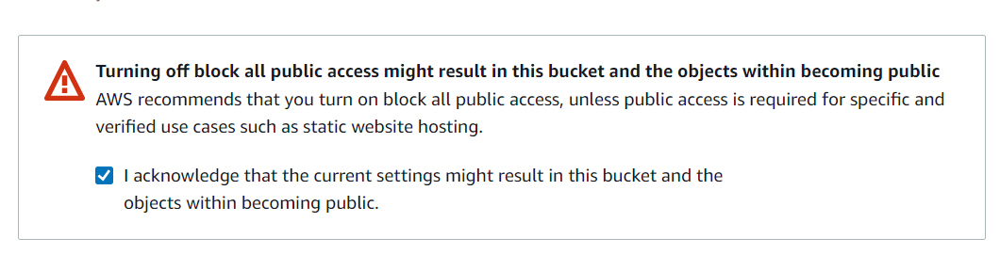 Turning off block all public access might result in this bucket and the objects within becoming public
AWS recommends that you turn on block all public access, unless public access is required for specific and
verified use cases such as static website hosting.
I acknowledge that the current settings might result in this bucket and the
objects within becoming public.